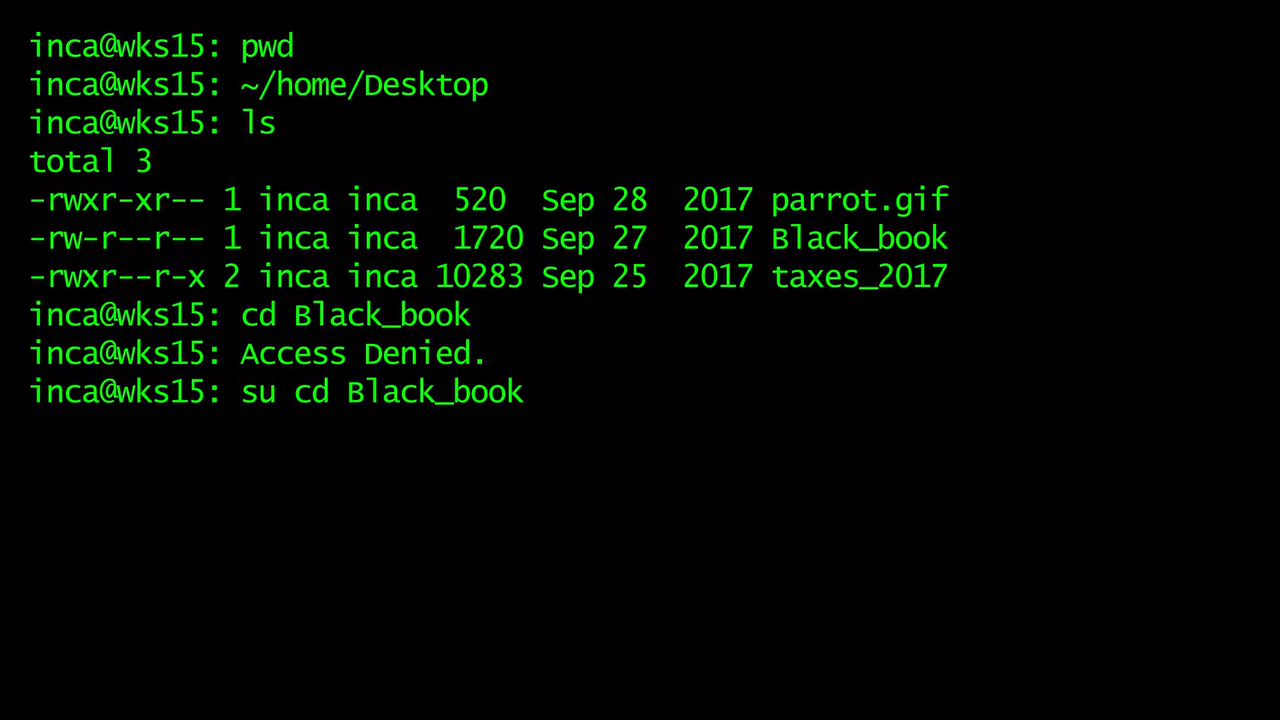 inca@wks15: pwd
inca@wks15: ~/home/Desktop
inca@wks15: ls
total 3
-rwxr-xr-- 1 inca inca  520  Sep 28  2017 parrot.gif
-rw-r--r-- 1 inca inca  1720 Sep 27  2017 Black_book
-rwxr--r-x 2 inca inca 10283 Sep 25  2017 taxes_2017
inca@wks15: cd Black_book
inca@wks15: Access Denied.
inca@wks15: su cd Black_book